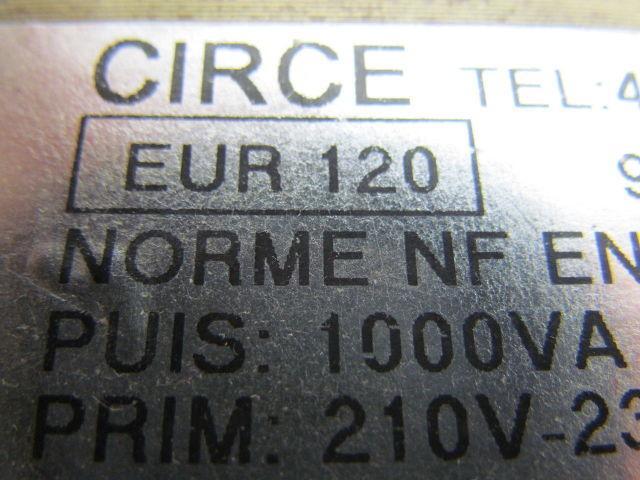 CIRCE TEL:4
EUR 120 9
NORME NF EN
PUIS: 1000VA
PRIM: 210V-23